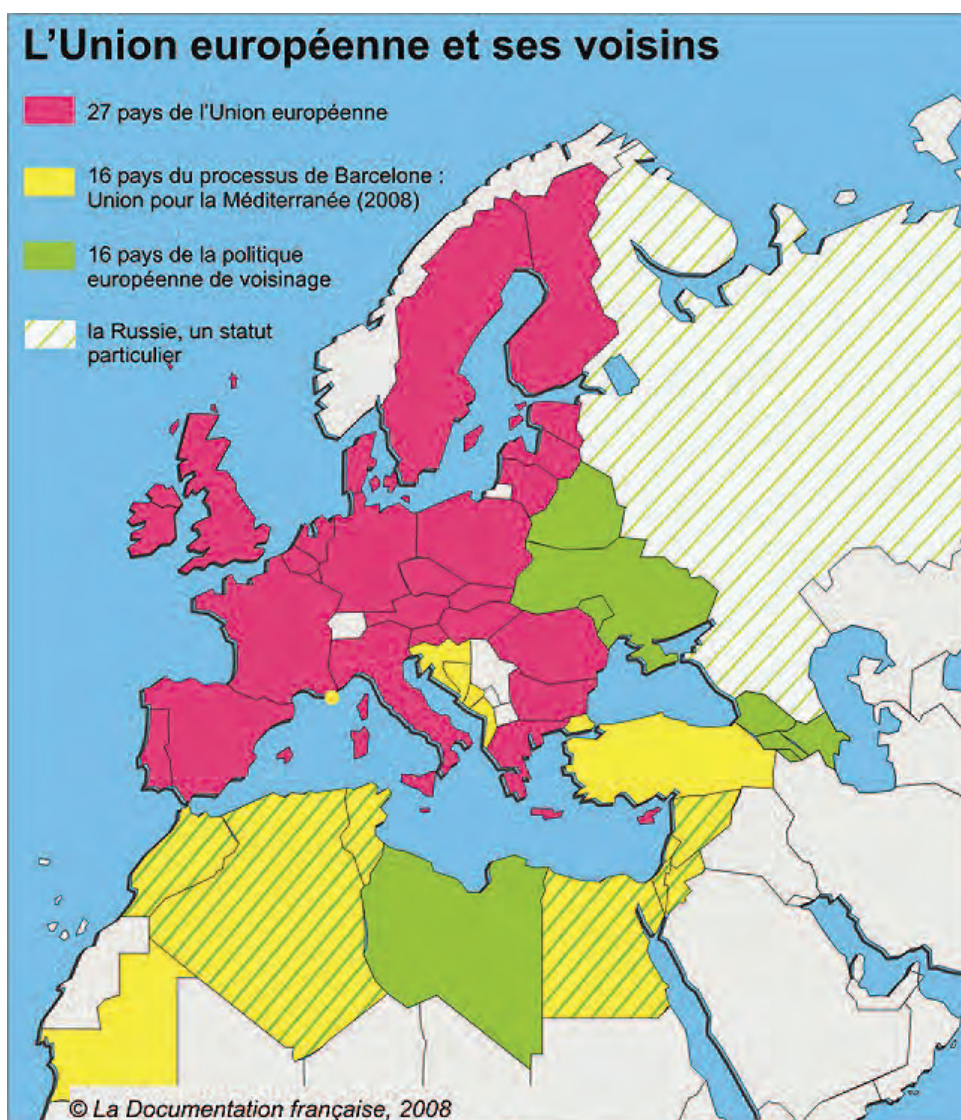 L'Union européenne et ses voisins
27 pays de l'Union européenne
16 pays du processus de Barcelone :
Union pour la Méditerranée (2008)
16 pays de la politique
européenne de voisinage
la Russie, un statut
particulier
© La Documentation française, 2008